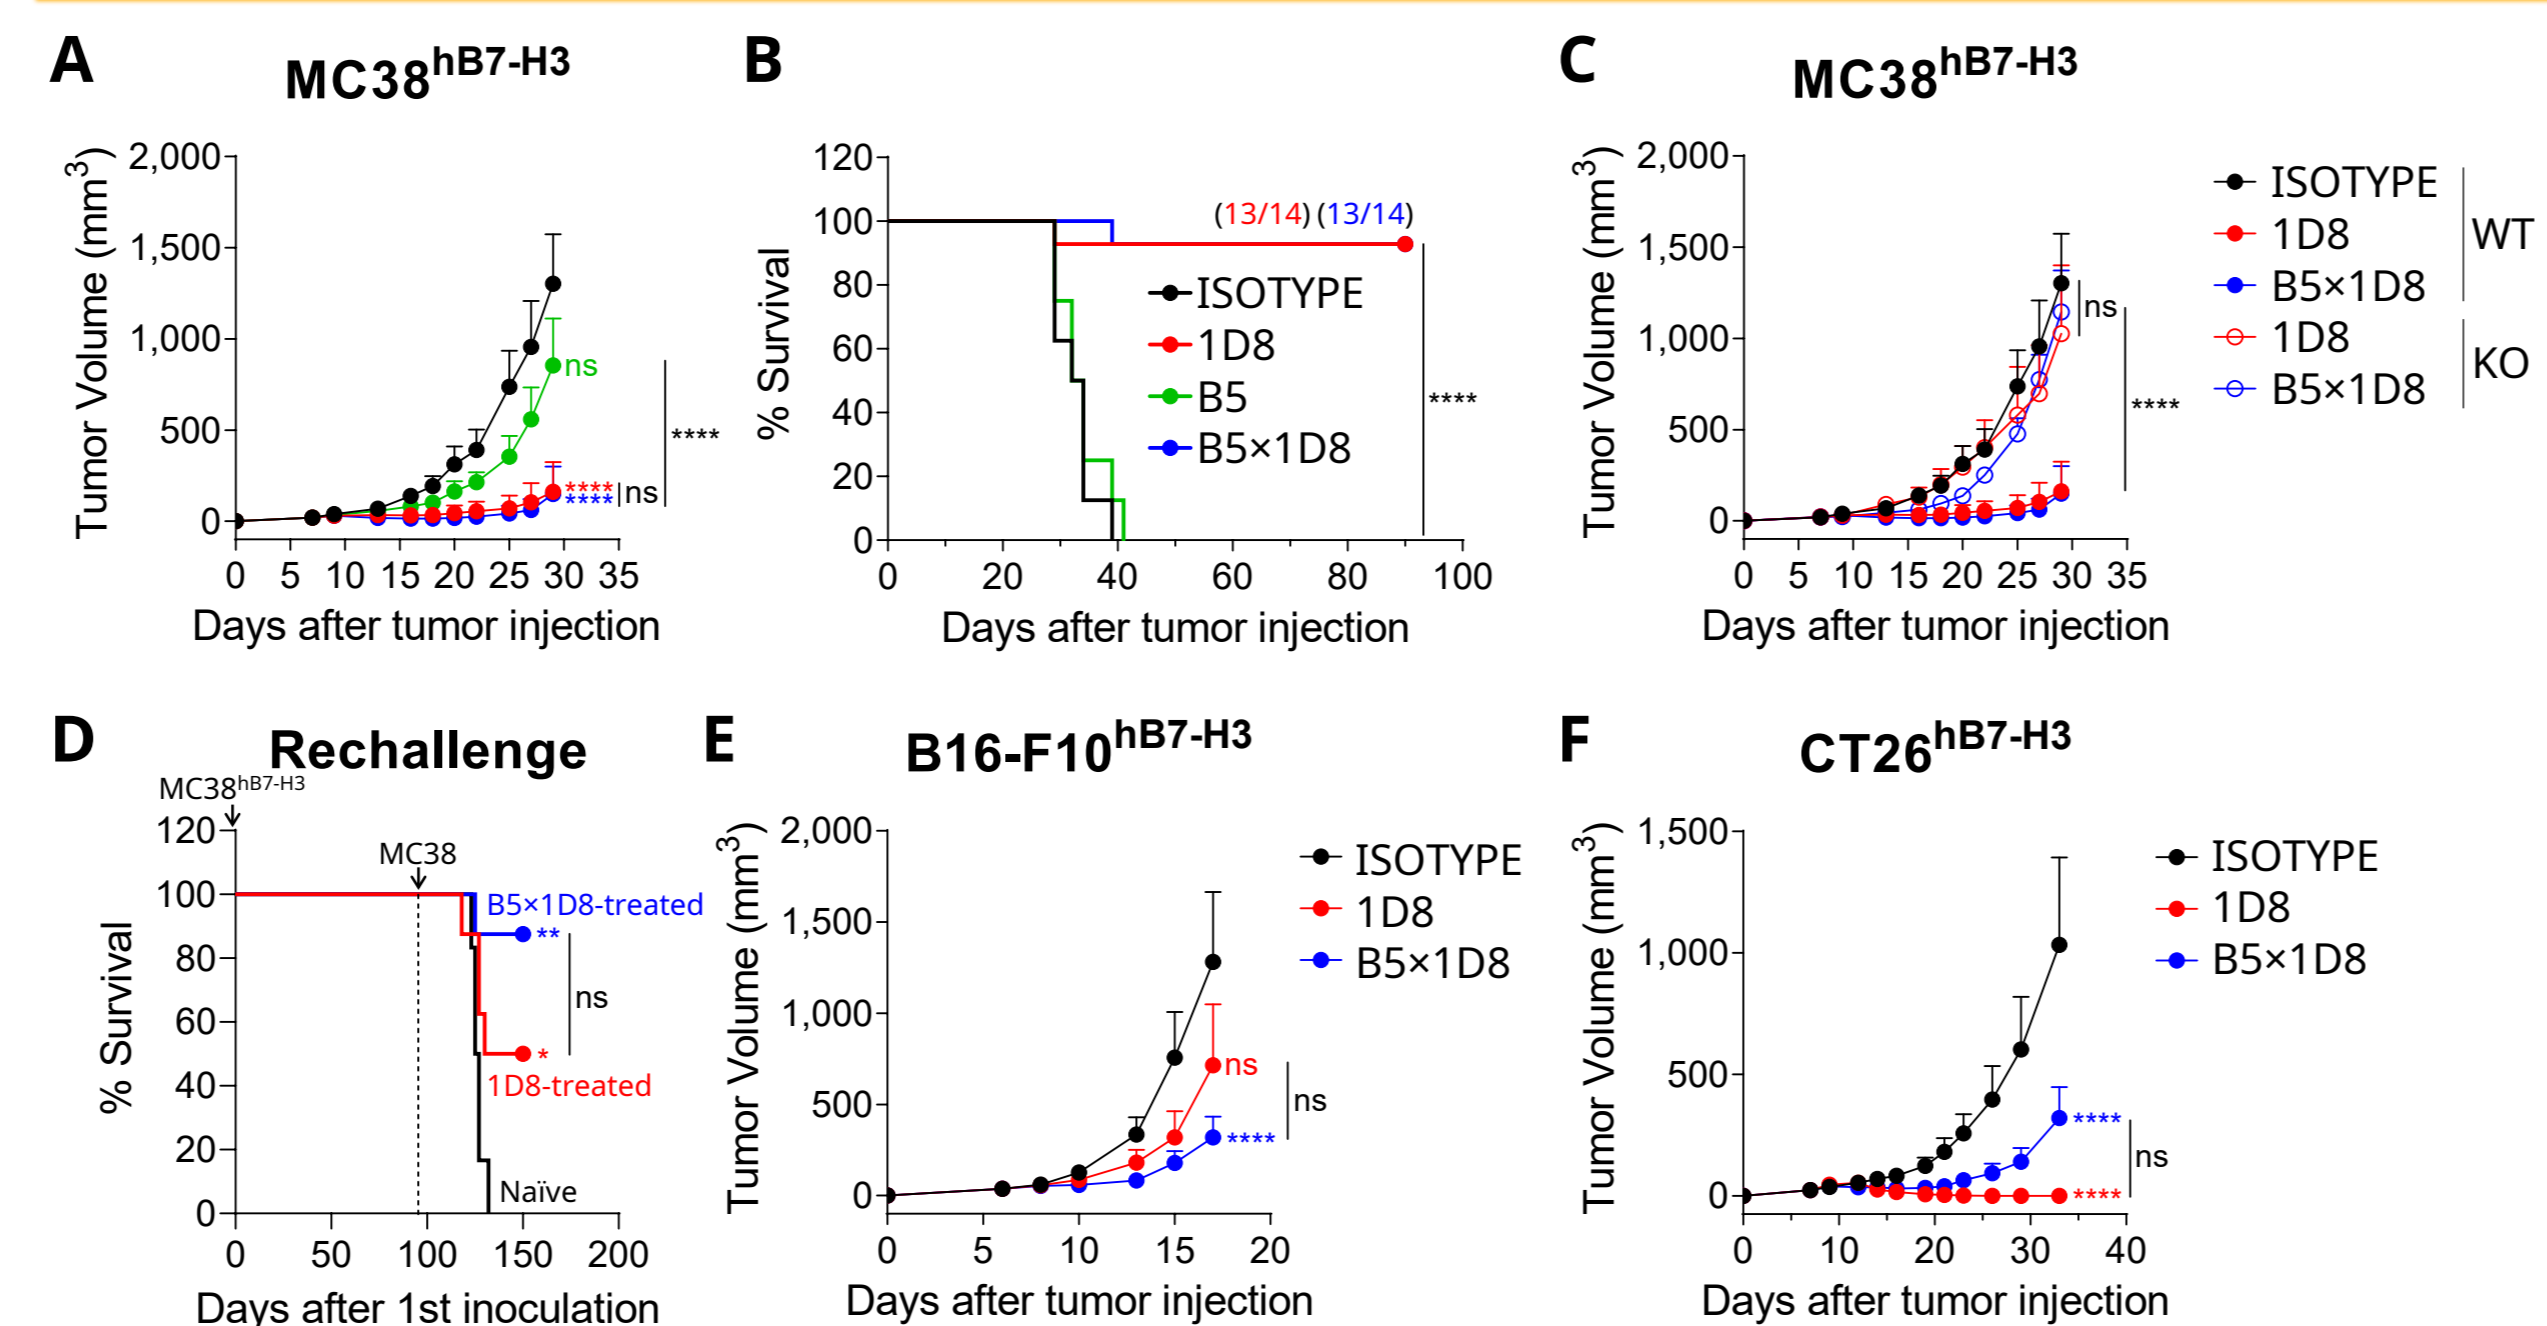 A
MC38hB7-H3
Tumor Volume (mm3)
2,000
1,500
1,000
500
0
ns
****
****
ns
****
0 5 10 15 20 25 30 35
Days after tumor injection
B
% Survival
120
100
80
60
40
20
0
(13/14) (13/14)
ISOTYPE
1D8
B5
B5×1D8
****
0 20 40 60 80 100
Days after tumor injection
C
MC38hB7-H3
Tumor Volume (mm3)
2,000
1,500
1,000
500
0
ns
****
0 5 10 15 20 25 30 35
Days after tumor injection
ISOTYPE
1D8
B5×1D8
WT
1D8
B5×1D8
KO
D
Rechallenge
MC38hB7-H3
MC38
% Survival
120
100
80
60
40
20
0
B5×1D8-treated
**
ns
*
1D8-treated
Naïve
0 50 100 150 200
Days after 1st inoculation
E
B16-F10hB7-H3
Tumor Volume (mm3)
2,000
1,500
1,000
500
0
ISOTYPE
1D8
B5×1D8
ns
ns
****
0 5 10 15 20
Days after tumor injection
F
CT26hB7-H3
Tumor Volume (mm3)
1,500
1,000
500
0
ISOTYPE
1D8
B5×1D8
****
ns
****
0 10 20 30 40
Days after tumor injection